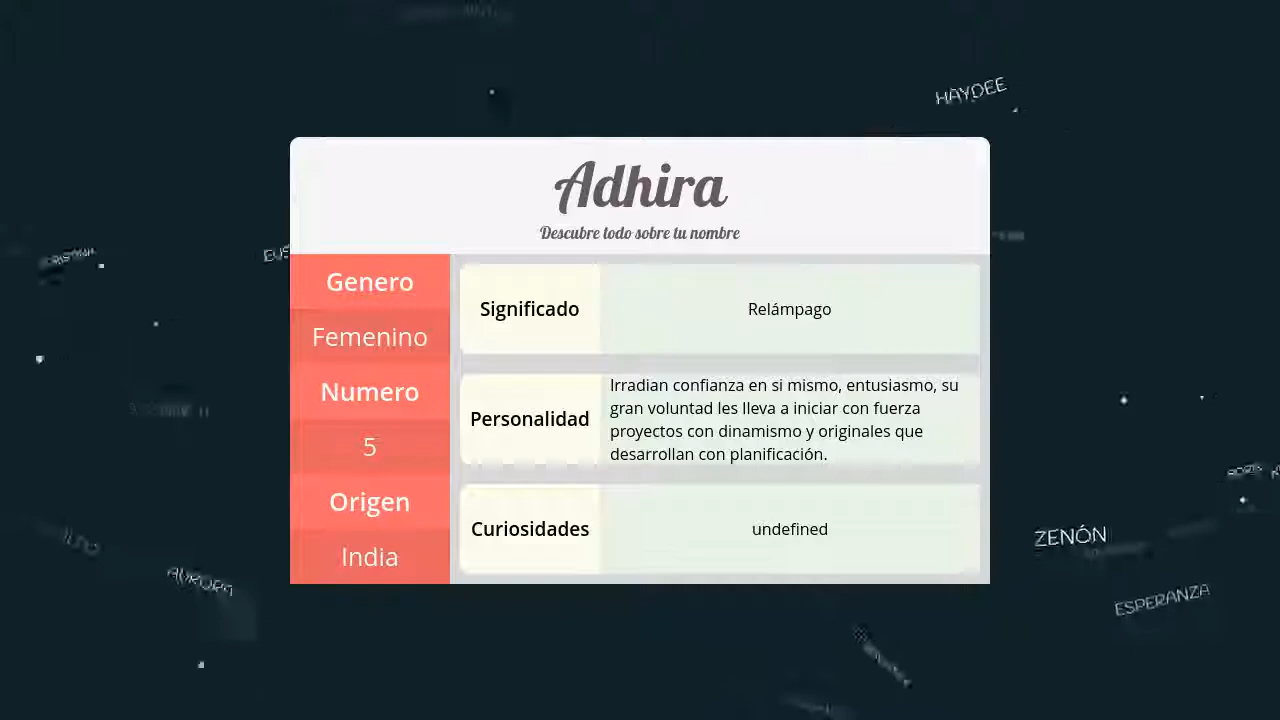 HAYDEE
Adhira
Descubre todo sobre tu nombre
Genero
Femenino
Numero
5
Origen
India
Significado
Relámpago
Personalidad
Irradian confianza en si mismo, entusiasmo, su
gran voluntad les lleva a iniciar con fuerza
proyectos con dinamismo y originales que
desarrollan con planificación.
Curiosidades
undefined
ZENÓN
AURORA
ESPERANZA